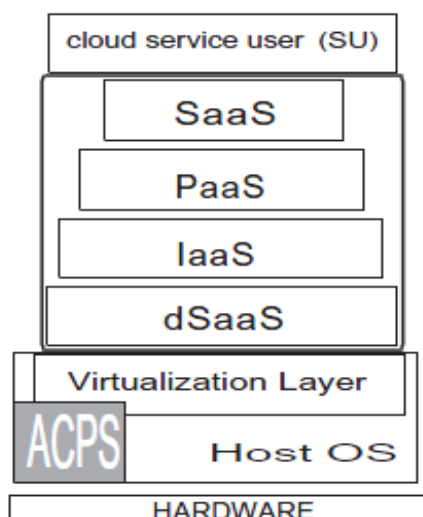 cloud service user (SU)
SaaS
PaaS
IaaS
dSaaS
Virtualization Layer
ACPS
Host OS
HARDWARE